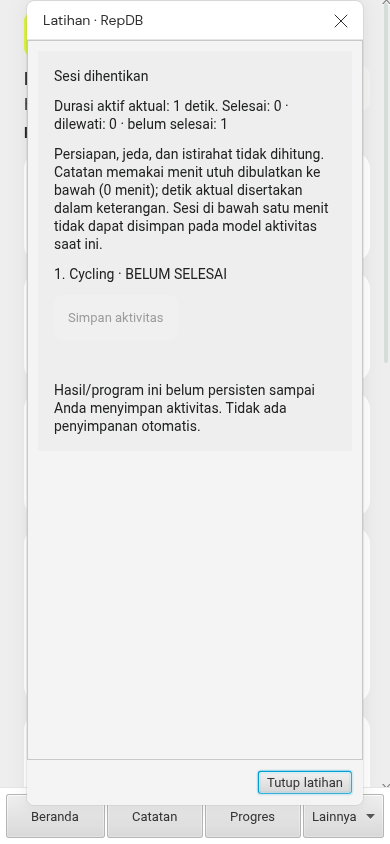 Latihan · RepDB
Sesi dihentikan
Durasi aktif aktual: 1 detik. Selesai: 0 ·
dilewati: 0 · belum selesai: 1
Persiapan, jeda, dan istirahat tidak dihitung.
Catatan memakai menit utuh dibulatkan ke
bawah (0 menit); detik aktual disertakan
dalam keterangan. Sesi di bawah satu menit
tidak dapat disimpan pada model aktivitas
saat ini.
1. Cycling · BELUM SELESAI
Simpan aktivitas
Hasil/program ini belum persisten sampai
Anda menyimpan aktivitas. Tidak ada
penyimpanan otomatis.
Tutup latihan
Beranda
Catatan
Progres
Lainnya